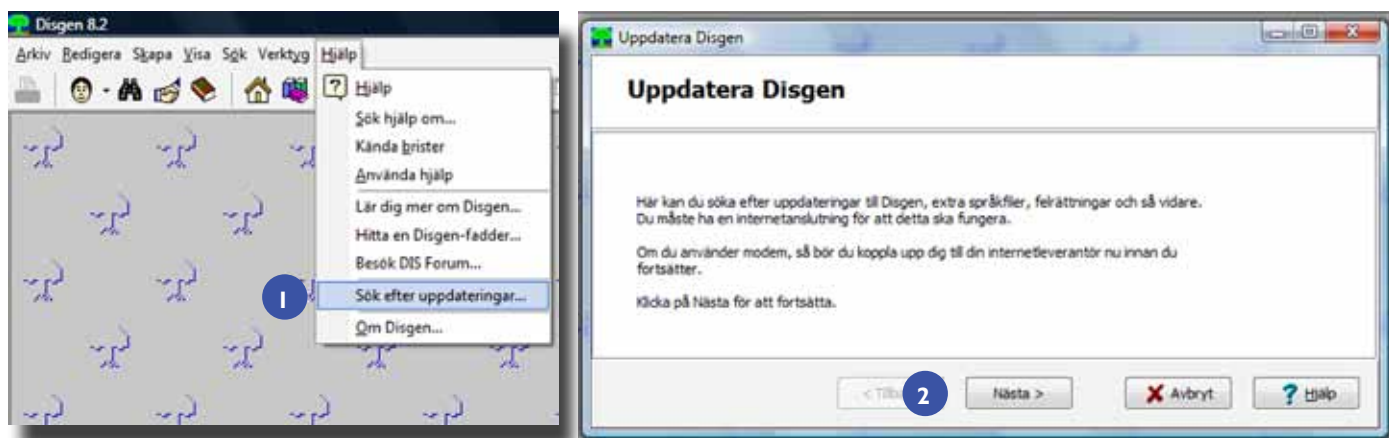 Disgen 8.2
Arkiv Redigera Skapa Visa Sök Verktyg Hjälp
Hjälp
Sök hjälp om...
Kända brister
Använda hjälp
Lär dig mer om Disgen...
Hitta en Disgen-fadder...
Besök DIS Forum...
1
Sök efter uppdateringar...
Om Disgen...
Uppdatera Disgen
Uppdatera Disgen
Här kan du söka efter uppdateringar till Disgen, extra språkfiler, felrättningar och så vidare.
Du måste ha en internetanslutning för att detta ska fungera.
Om du använder modem, så bör du koppla upp dig till din internetleverantör nu innan du
fortsätter.
Klicka på Nästa för att fortsätta.
2
Nästa >
Avbryt
Hjälp